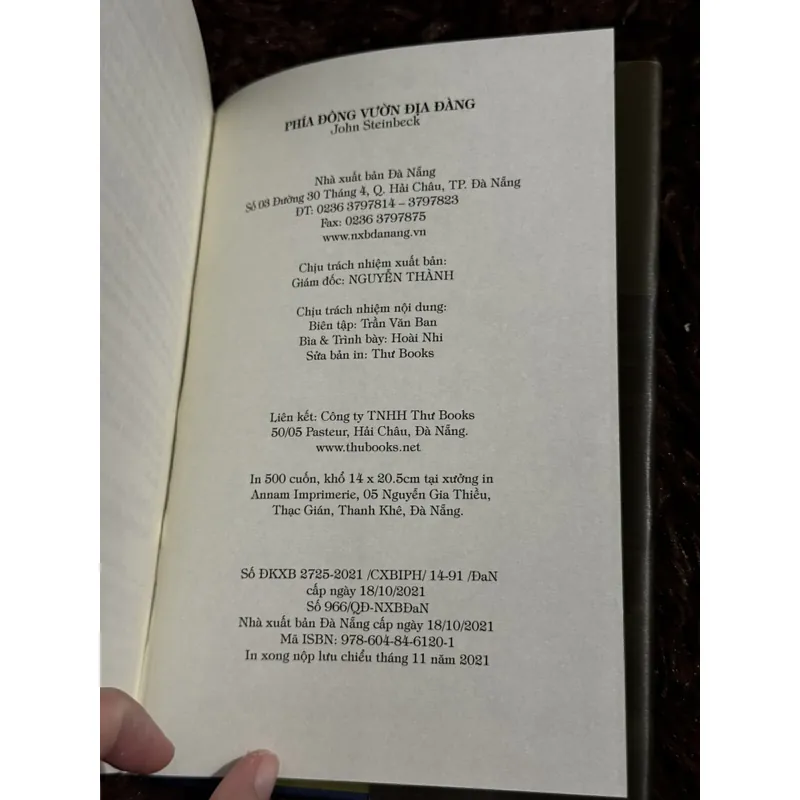 PHÍA ĐÔNG VƯỜN ĐỊA ĐÀNG
John Steinbeck
Nhà xuất bản Đà Nẵng
Số 03 Đường 30 Tháng 4, Q. Hải Châu, TP. Đà Nẵng
ĐT: 0236 3797814 – 3797823
Fax: 0236 3797875
www.nxbdanang.vn
Chịu trách nhiệm xuất bản:
Giám đốc: NGUYỄN THÀNH
Chịu trách nhiệm nội dung:
Biên tập: Trần Văn Ban
Bìa & Trình bày: Hoài Nhi
Sửa bản in: Thư Books
Liên kết: Công ty TNHH Thư Books
50/05 Pasteur, Hải Châu, Đà Nẵng.
www.thubooks.net
In 500 cuốn, khổ 14 x 20.5cm tại xưởng in
Annam Imprimerie, 05 Nguyễn Gia Thiều,
Thạc Gián, Thanh Khê, Đà Nẵng.
Số ĐKXB 2725-2021 /CXBIPH/ 14-91 /ĐaN
cấp ngày 18/10/2021
Số 966/QĐ-NXBĐaN
Nhà xuất bản Đà Nẵng cấp ngày 18/10/2021
Mã ISBN: 978-604-84-6120-1
In xong nộp lưu chiểu tháng 11 năm 2021